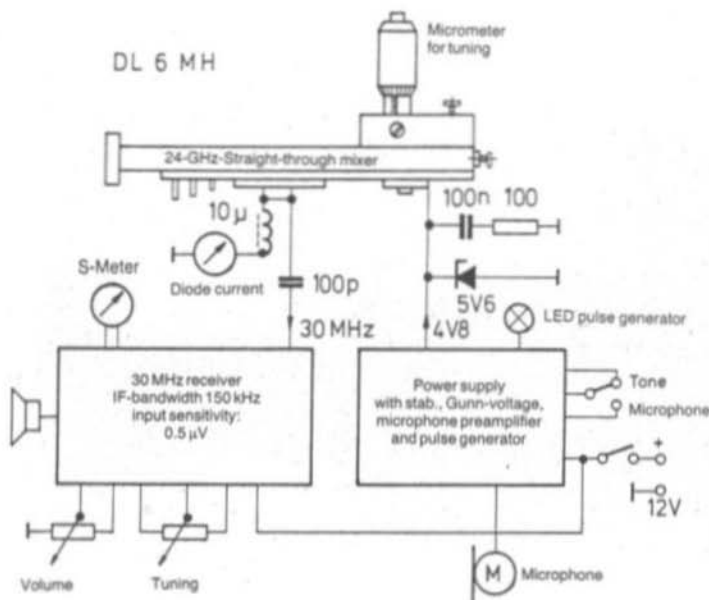 DL 6 MH
Micrometer
for tuning
24-GHz-Straight-through mixer
10µ
100n 100
S-Meter
Diode current
100p
5V6
30 MHz
4V8
LED pulse generator
30 MHz receiver
IF-bandwidth 150 kHz
input sensitivity:
0.5 µV
Power supply
with stab., Gunn-voltage,
microphone preamplifier
and pulse generator
Tone
Microphone
+
12V
Volume
Tuning
M
Microphone